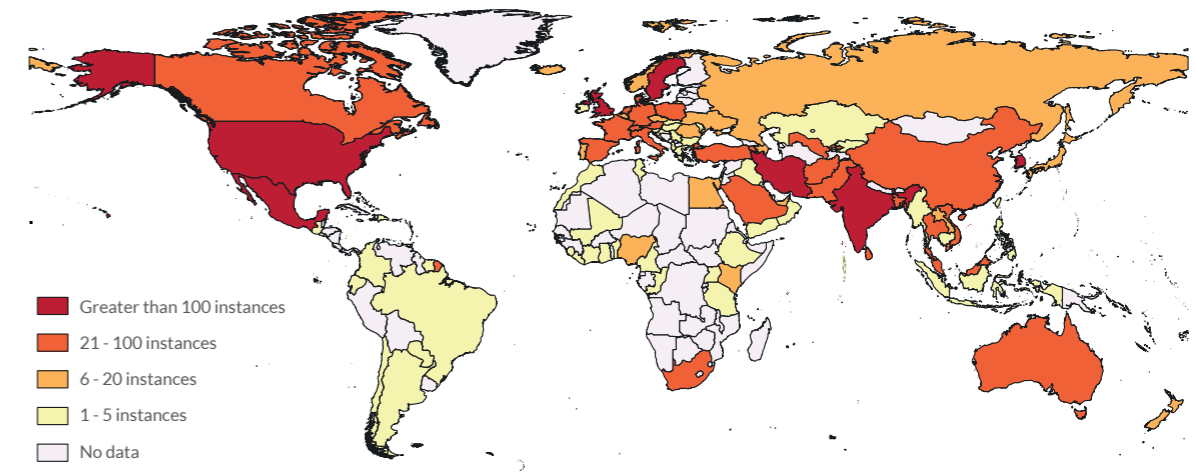 Greater than 100 instances
21 - 100 instances
6 - 20 instances
1 - 5 instances
No data